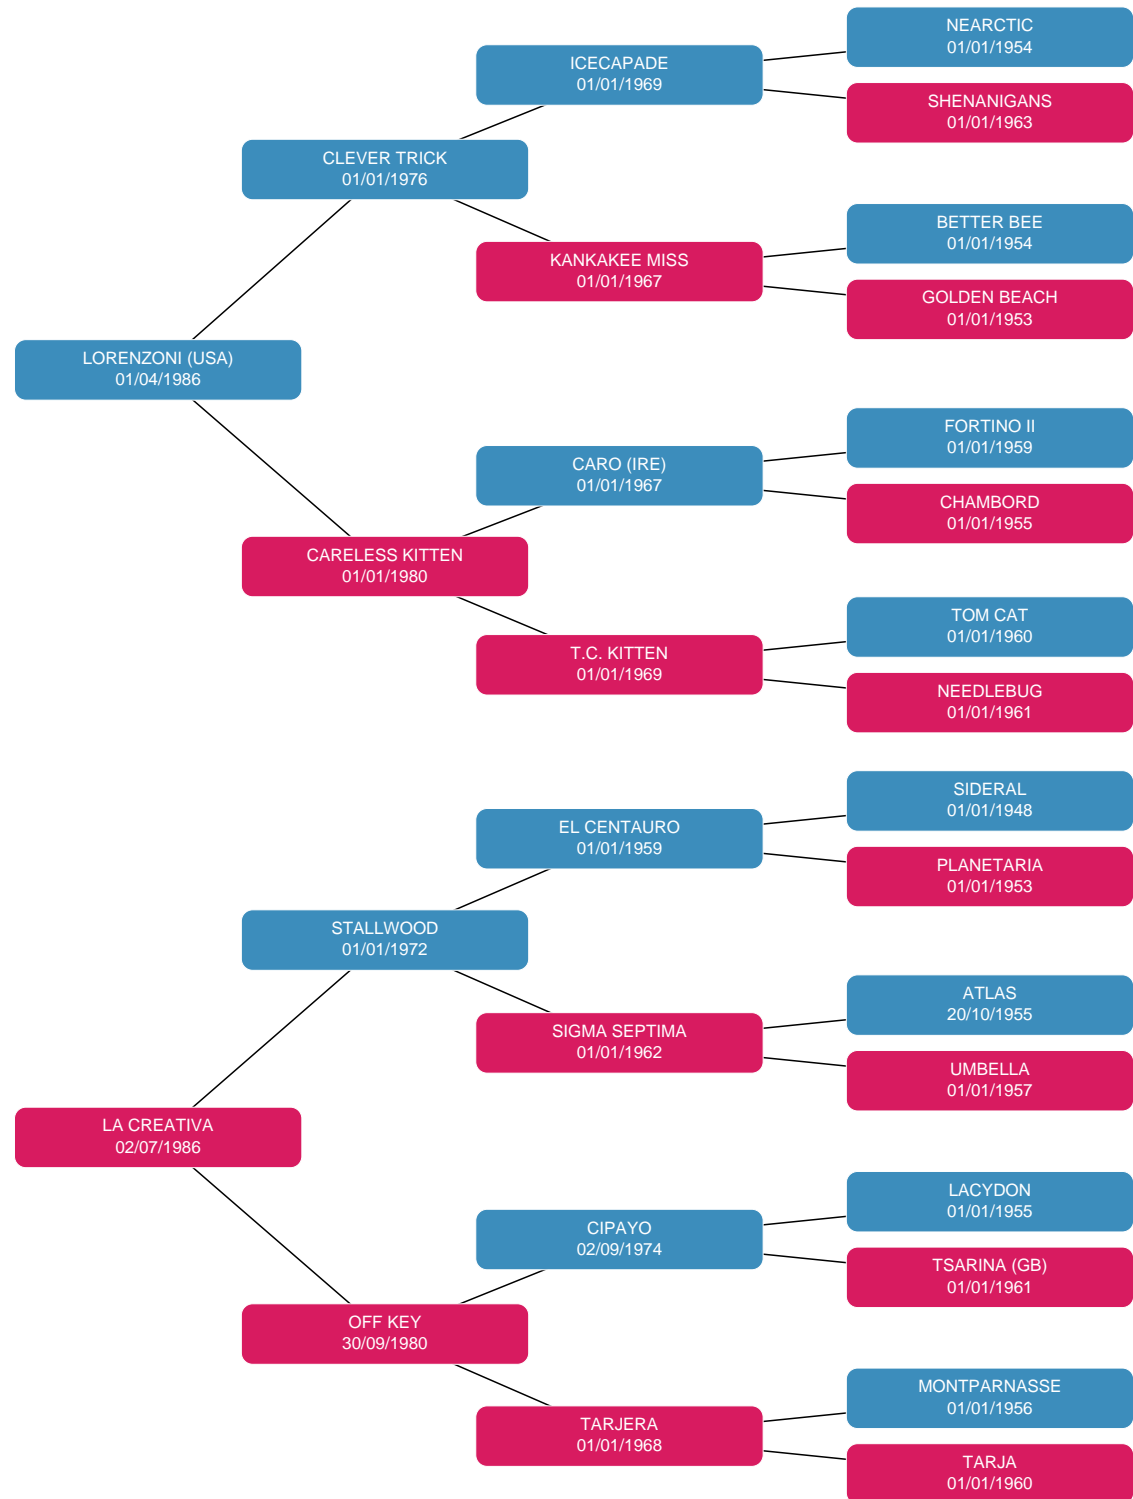 NEARCTIC
01/01/1954
ICECAPADE
01/01/1969
SHENANIGANS
01/01/1963
CLEVER TRICK
01/01/1976
BETTER BEE
01/01/1954
KANKAKEE MISS
01/01/1967
GOLDEN BEACH
01/01/1953
LORENZONI (USA)
01/04/1986
FORTINO II
01/01/1959
CARO (IRE)
01/01/1967
CHAMBORD
01/01/1955
CARELESS KITTEN
01/01/1980
TOM CAT
01/01/1960
T.C. KITTEN
01/01/1969
NEEDLEBUG
01/01/1961
SIDERAL
01/01/1948
EL CENTAURO
01/01/1959
PLANETARIA
01/01/1953
STALLWOOD
01/01/1972
ATLAS
20/10/1955
SIGMA SEPTIMA
01/01/1962
UMBELLA
01/01/1957
LA CREATIVA
02/07/1986
LACYDON
01/01/1955
CIPAYO
02/09/1974
TSARINA (GB)
01/01/1961
OFF KEY
30/09/1980
MONTPARNASSE
01/01/1956
TARJERA
01/01/1968
TARJA
01/01/1960